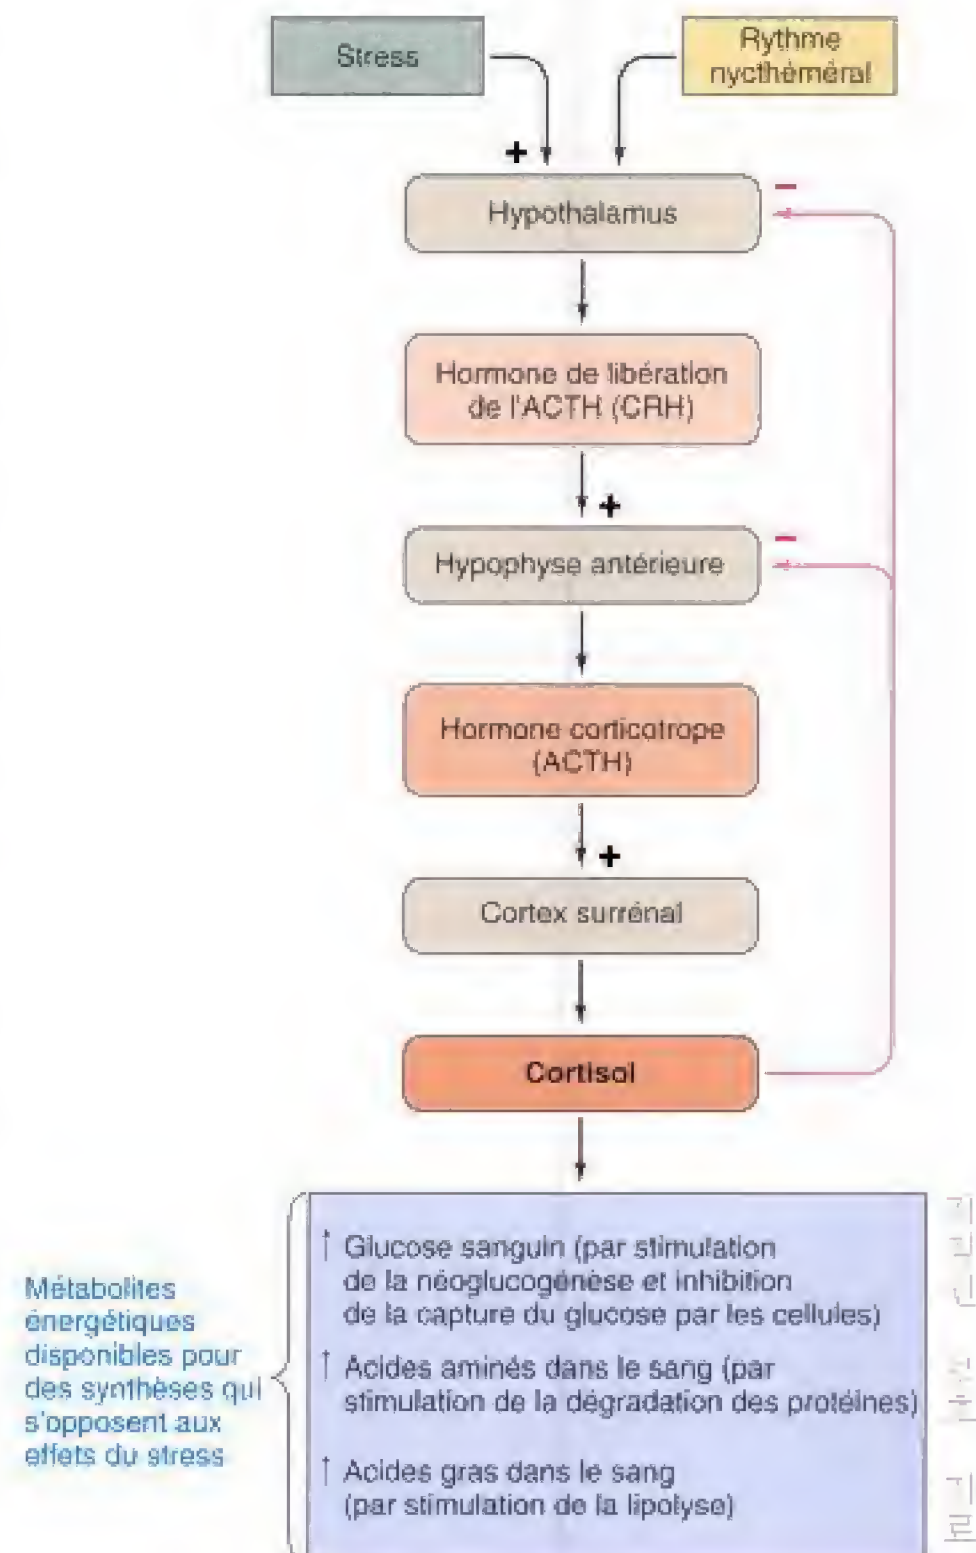 Stress
Rythme
nycthéméral
+
−
Hypothalamus
Hormone de libération
de l'ACTH (CRH)
+
−
Hypophyse antérieure
Hormone corticotrope
(ACTH)
+
Cortex surrénal
Cortisol
Métabolites
énergétiques
disponibles pour
des synthèses qui
s'opposent aux
effets du stress
↑ Glucose sanguin (par stimulation
de la néoglucogénèse et inhibition
de la capture du glucose par les cellules)
↑ Acides aminés dans le sang (par
stimulation de la dégradation des protéines)
↑ Acides gras dans le sang
(par stimulation de la lipolyse)